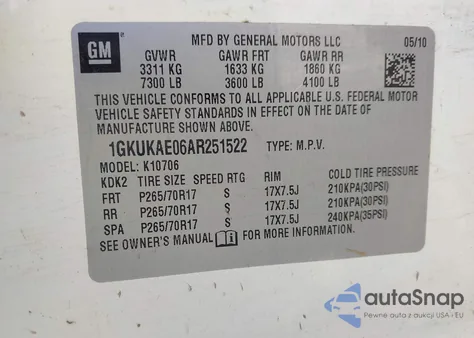 GM
MFD BY GENERAL MOTORS LLC 05/10
GVWR GAWR FRT GAWR RR
3311 KG 1633 KG 1860 KG
7300 LB 3600 LB 4100 LB
THIS VEHICLE CONFORMS TO ALL APPLICABLE U.S. FEDERAL MOTOR
VEHICLE SAFETY STANDARDS IN EFFECT ON THE DATE OF
MANUFACTURE SHOWN ABOVE.
1GKUKAE06AR251522 TYPE: M.P.V.
MODEL: K10706
KDK2 TIRE SIZE SPEED RTG RIM COLD TIRE PRESSURE
FRT P265/70R17 S 17X7.5J 210KPA(30PSI)
RR P265/70R17 S 17X7.5J 210KPA(30PSI)
SPA P265/70R17 S 17X7.5J 240KPA(35PSI)
SEE OWNER'S MANUAL FOR MORE INFORMATION.
autoSnap
Pewne auta z aukcji USA i EU